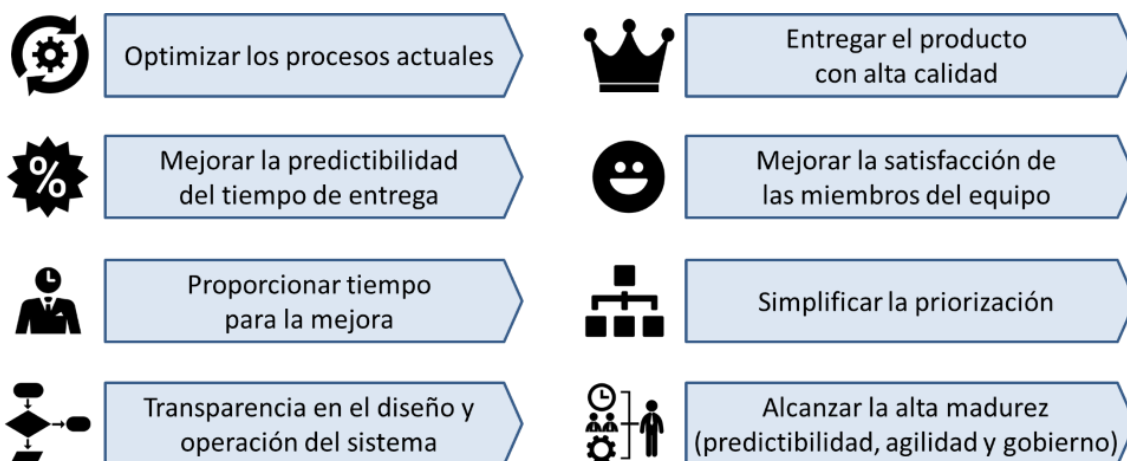 Optimizar los procesos actuales
Entregar el producto
con alta calidad
%
Mejorar la predictibilidad
del tiempo de entrega
Mejorar la satisfacción de
las miembros del equipo
Proporcionar tiempo
para la mejora
Simplificar la priorización
Transparencia en el diseño y
operación del sistema
Alcanzar la alta madurez
(predictibilidad, agilidad y gobierno)